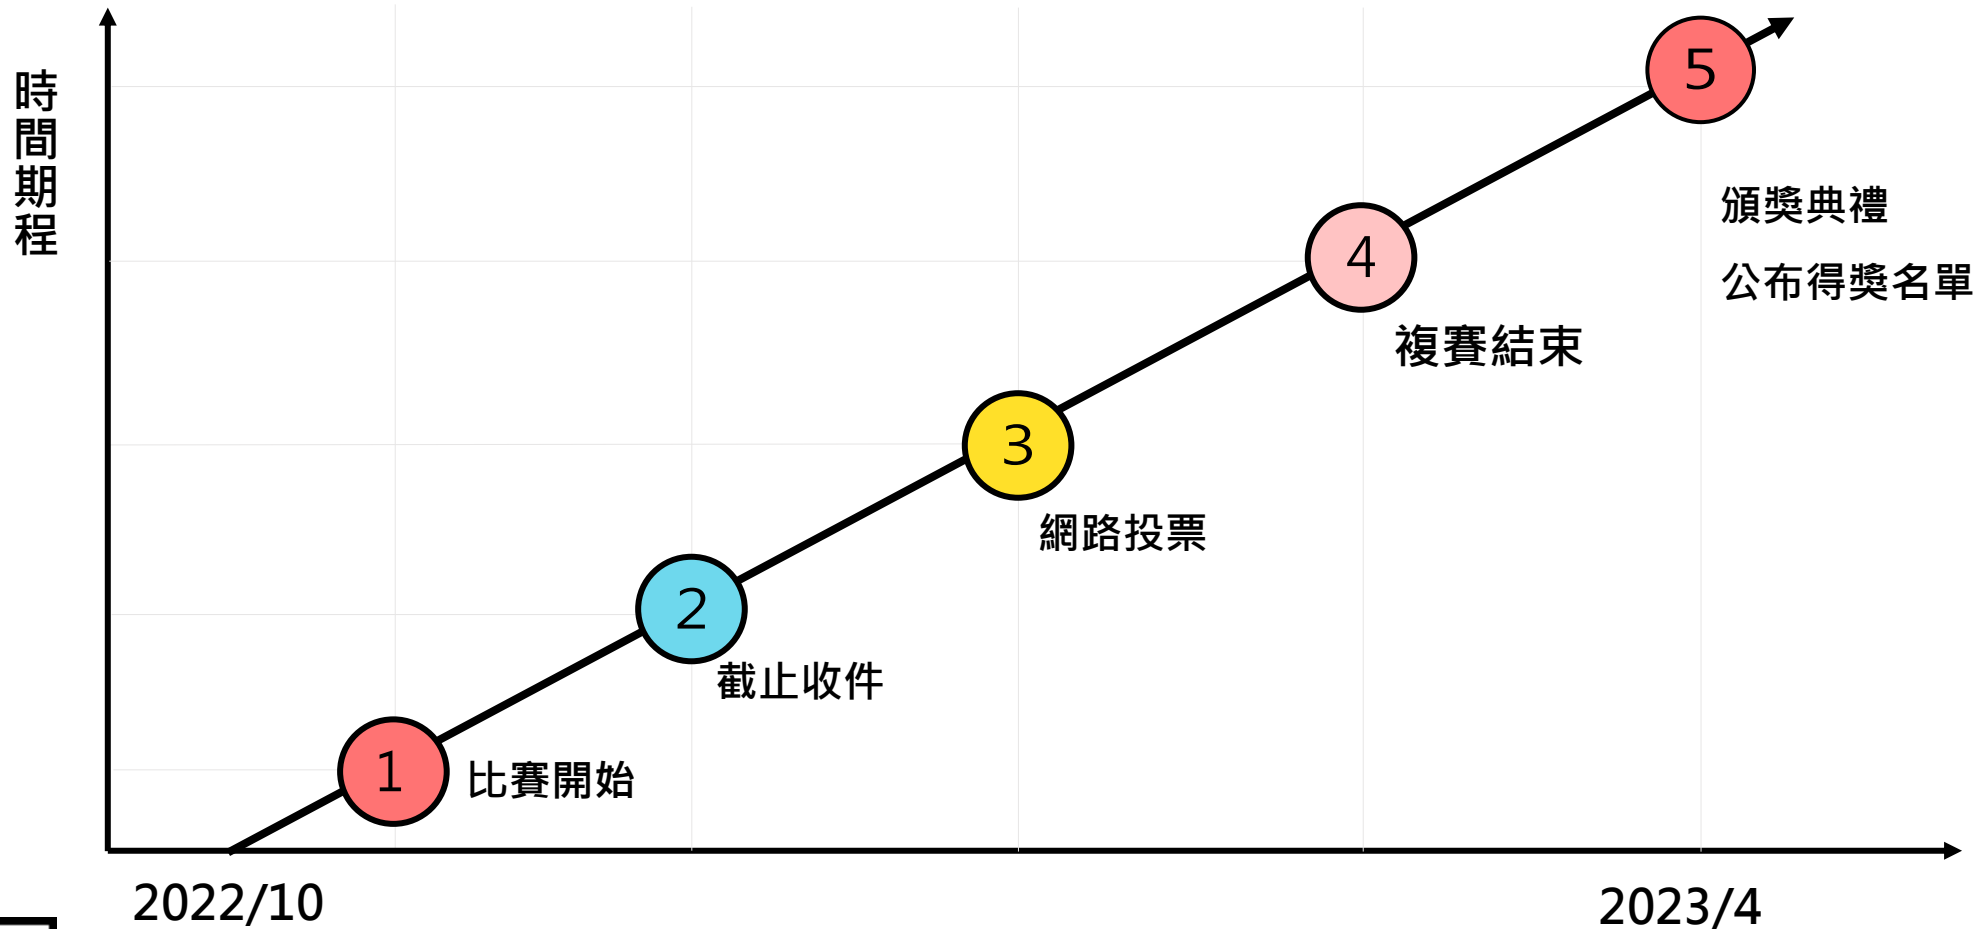 時間期程
5
頒獎典禮
公布得獎名單
4
複賽結束
3
網路投票
2
截止收件
1
比賽開始
2022/10
2023/4